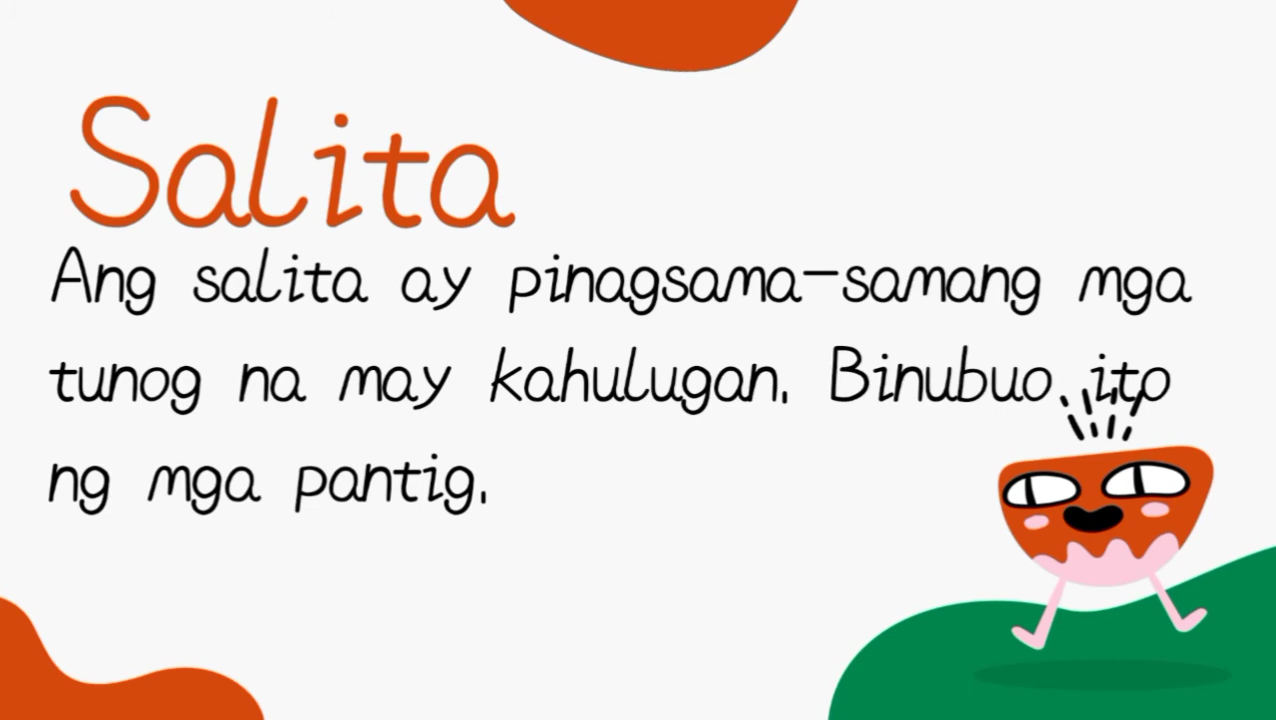 Salita
Ang salita ay pinagsama-samang mga
tunog na may kahulugan. Binubuo ito
ng mga pantig.